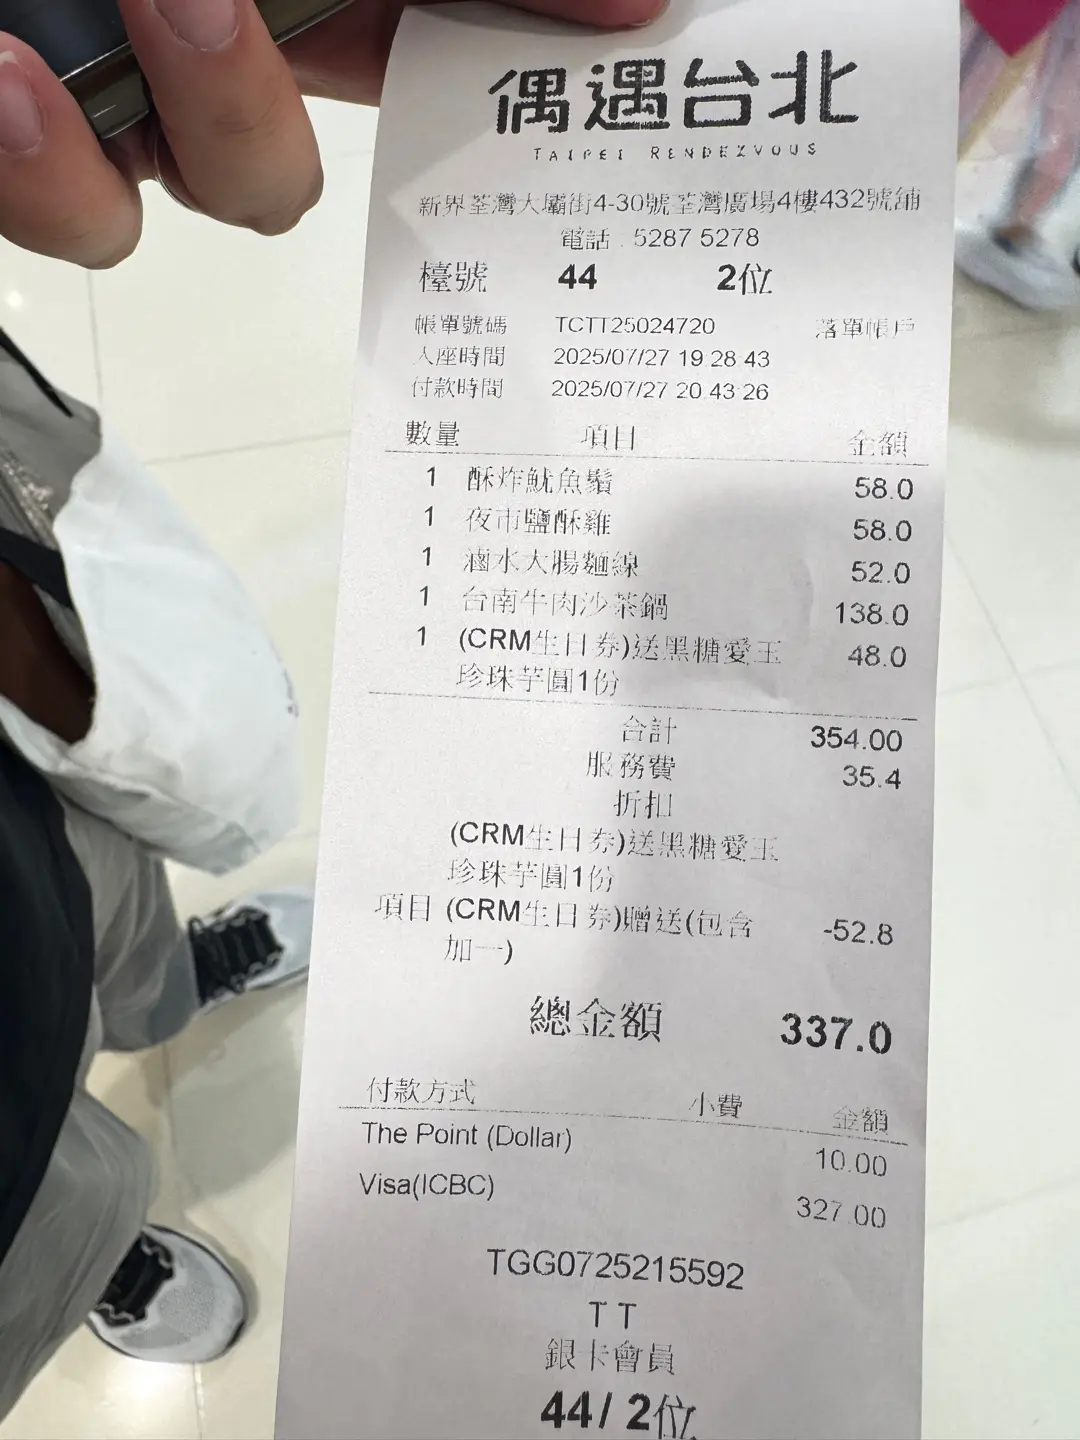 偶遇台北
TAIPEI RENDEZVOUS
新界荃灣大壩街4-30號荃灣廣場4樓432號舖
電話 : 5287 5278
檯號 44 2位
帳單號碼 TCTT25024720 落單帳戶
入座時間 2025/07/27 19:28:43
付款時間 2025/07/27 20:43:26
數量 項目 金額
1 酥炸魷魚鬚 58.0
1 夜市鹽酥雞 58.0
1 滷水大腸麵線 52.0
1 台南牛肉沙茶鍋 138.0
1 (CRM生日券)送黑糖愛玉 48.0
珍珠芋圓1份
合計 354.00
服務費 35.4
折扣
(CRM生日券)送黑糖愛玉
珍珠芋圓1份
項目 (CRM生日券)贈送(包含 -52.8
加一)
總金額 337.0
付款方式 小費 金額
The Point (Dollar) 10.00
Visa(ICBC) 327.00
TGG0725215592
T T
銀卡會員
44/ 2位